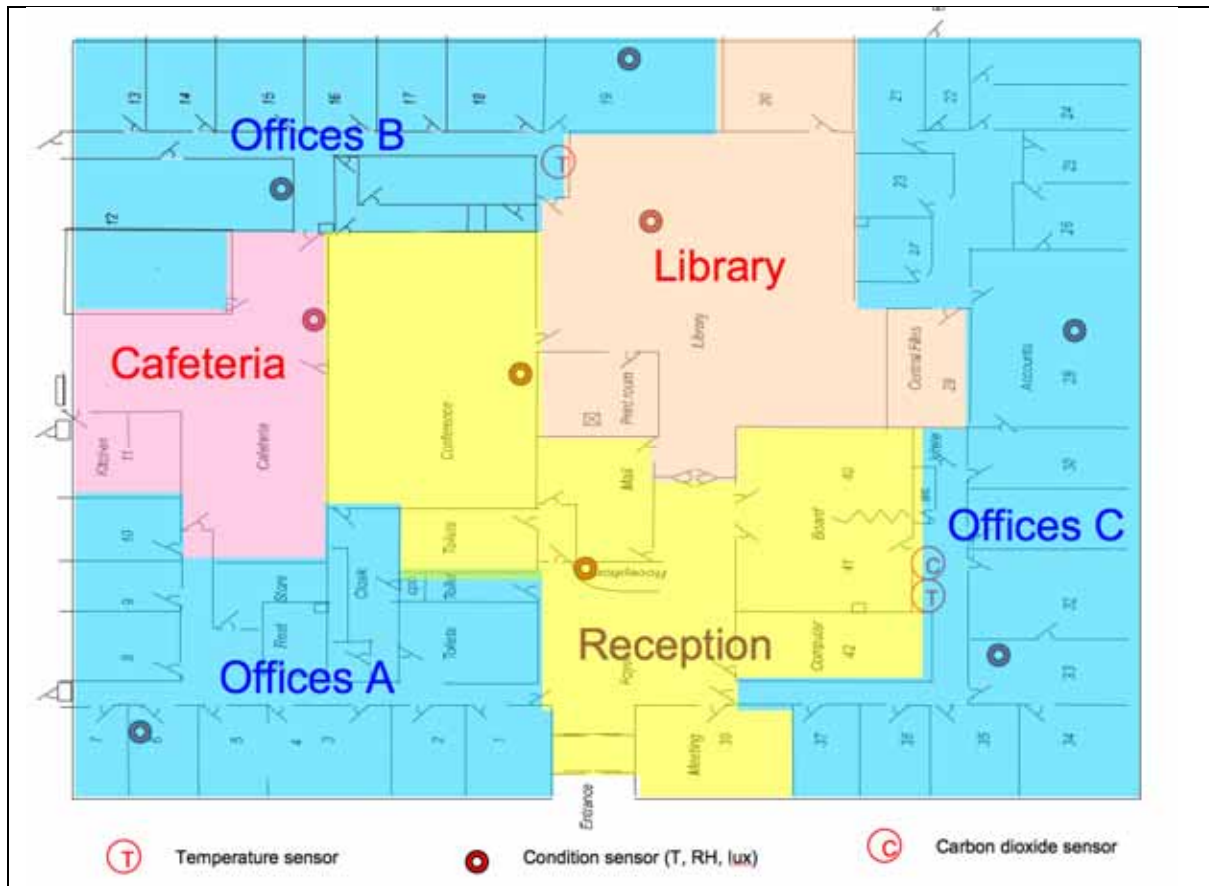 13
14
15
16
17
18
19
20
21
22
24
Offices B
T
25
23
12
26
27
Library
Library
Cafeteria
Print room
Central Files
29
Accounts
28
Conference
Kitchen
11
Cafeteria
Mail
40
30
Board
Offices C
10
Toilets
41
C
T
Store
Cloak
Toilet
Reception
9
32
Rest
Toilets
Reception
Computer
42
8
33
Offices A
7
6
5
4
3
2
1
Meeting
39
37
36
35
34
Entrance
T Temperature sensor
Condition sensor (T, RH, lux)
C Carbon dioxide sensor